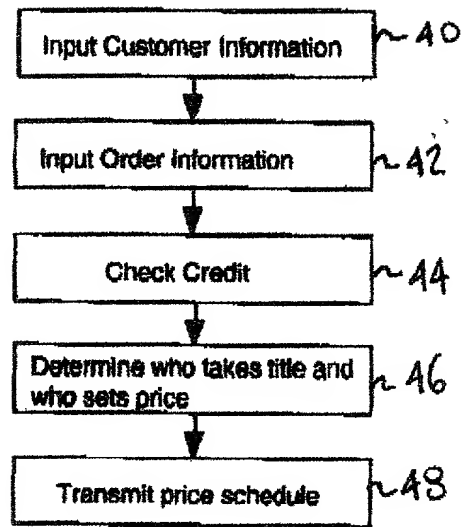 Input Customer Information ~ 40
Input Order Information ~ 42
Check Credit ~ 44
Determine who takes title and
who sets price ~ 46
Transmit price schedule ~ 48